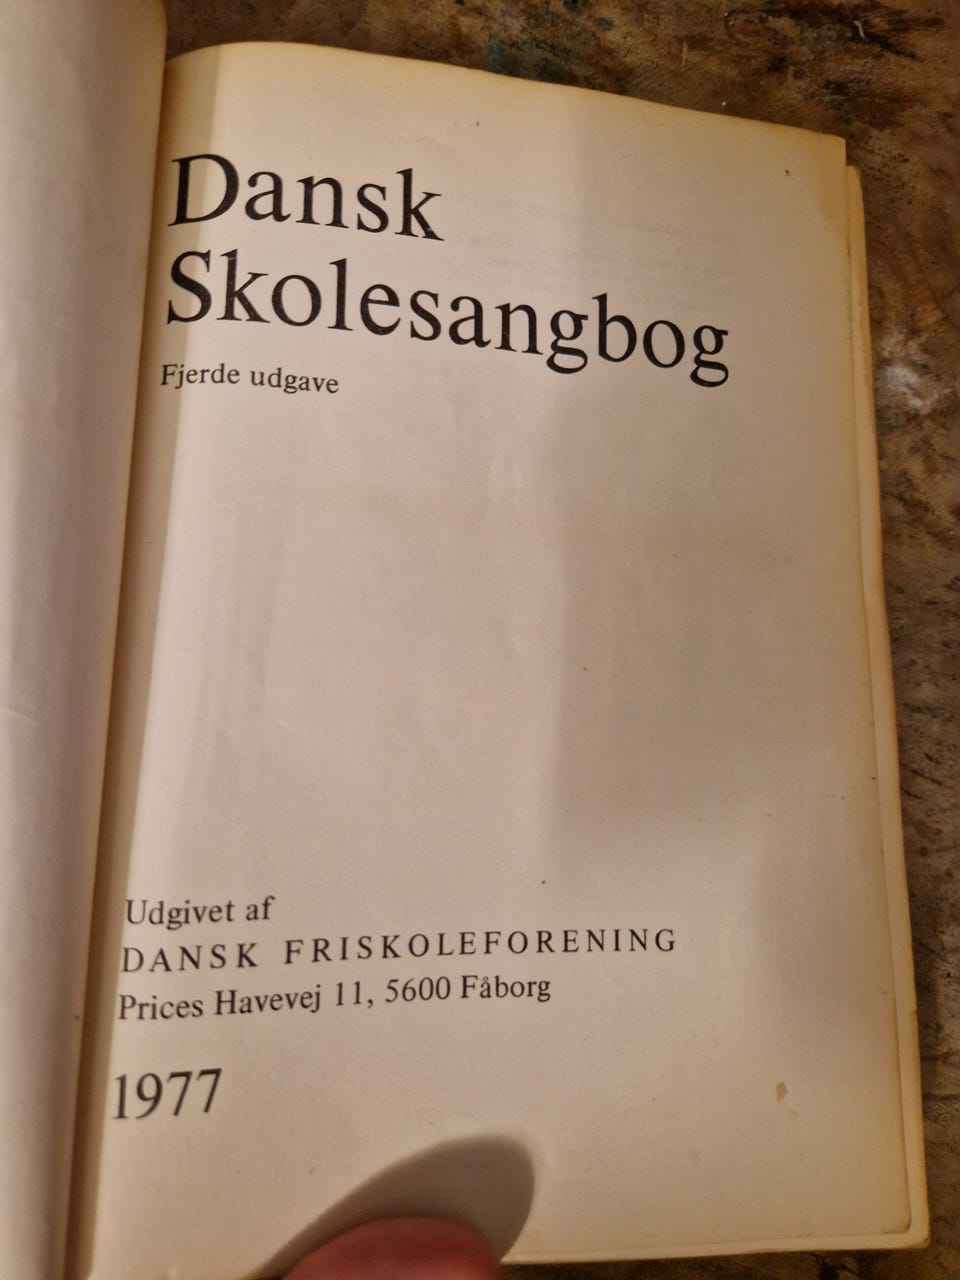 Dansk
Skolesangbog
Fjerde udgave
Udgivet af
DANSK FRISKOLEFORENING
Prices Havevej 11, 5600 Fåborg
1977